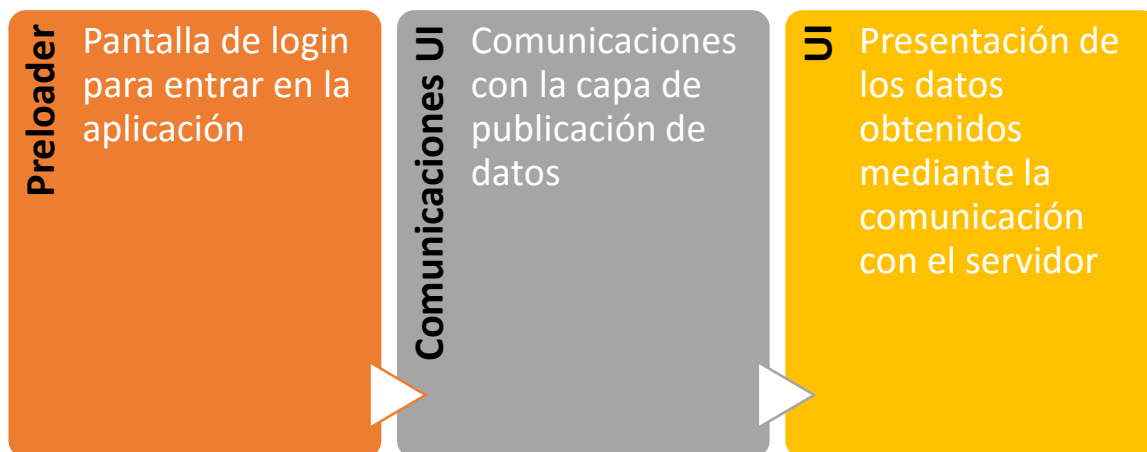 Preloader
Pantalla de login
para entrar en la
aplicación
Comunicaciones UI
Comunicaciones
con la capa de
publicación de
datos
UI
Presentación de
los datos
obtenidos
mediante la
comunicación
con el servidor